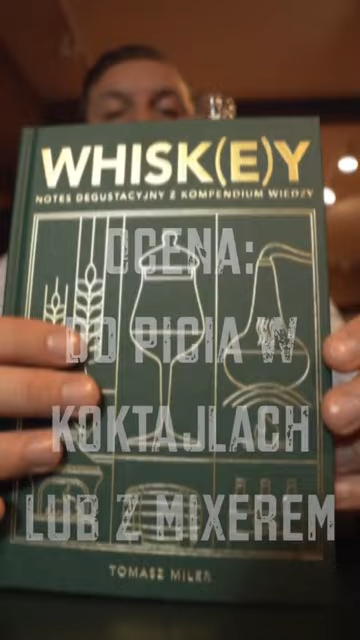 WHISK(E)Y
NOTES DEGUSTACYJNY Z KOMPENDIUM WIEDZY
OCENA:
DO PICIA W
KOKTAJLACH
LUB Z MIXEREM
TOMASZ MILER